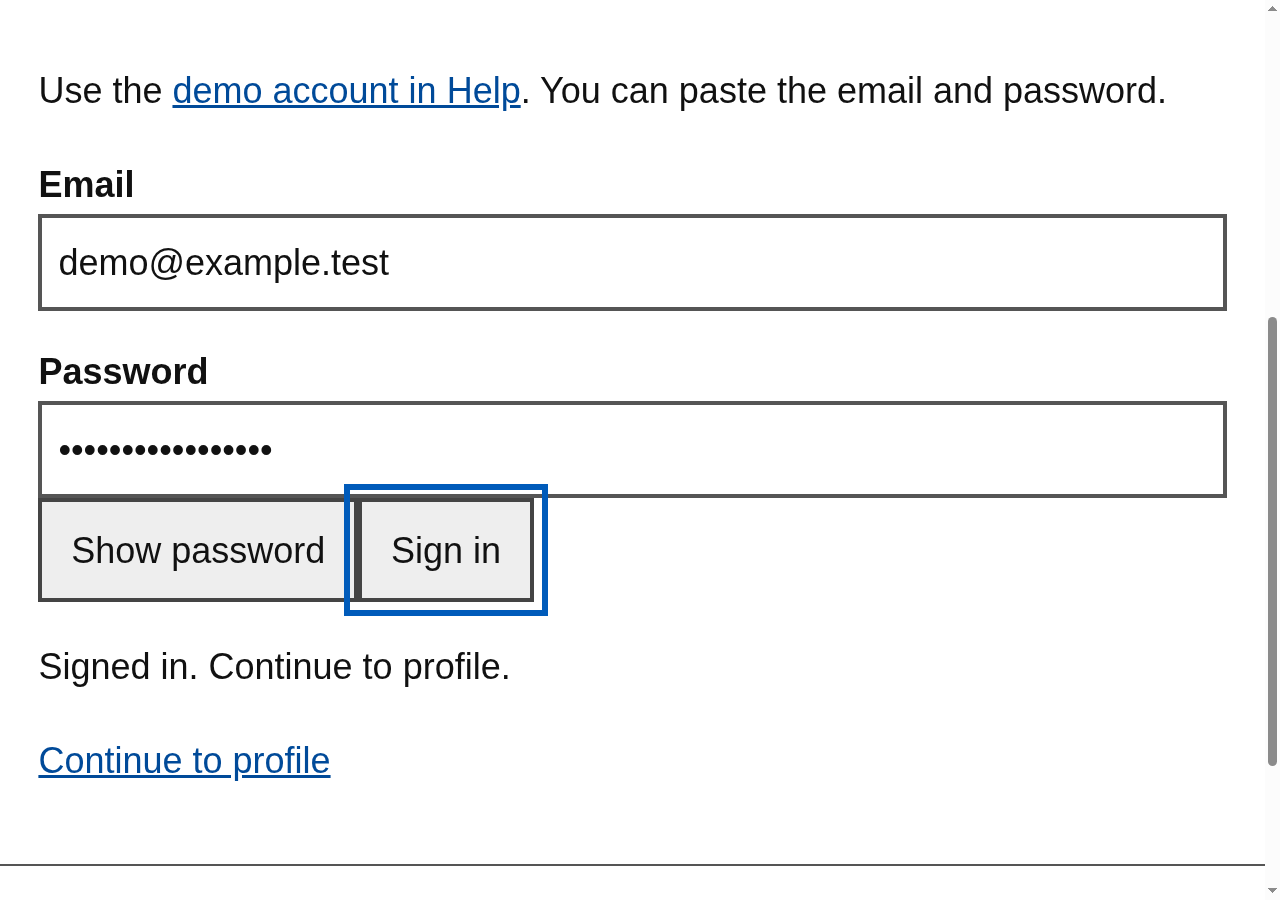 Use the demo account in Help. You can paste the email and password.
Email
demo@example.test
Password
•••••••••••••••••
Show password
Sign in
Signed in. Continue to profile.
Continue to profile